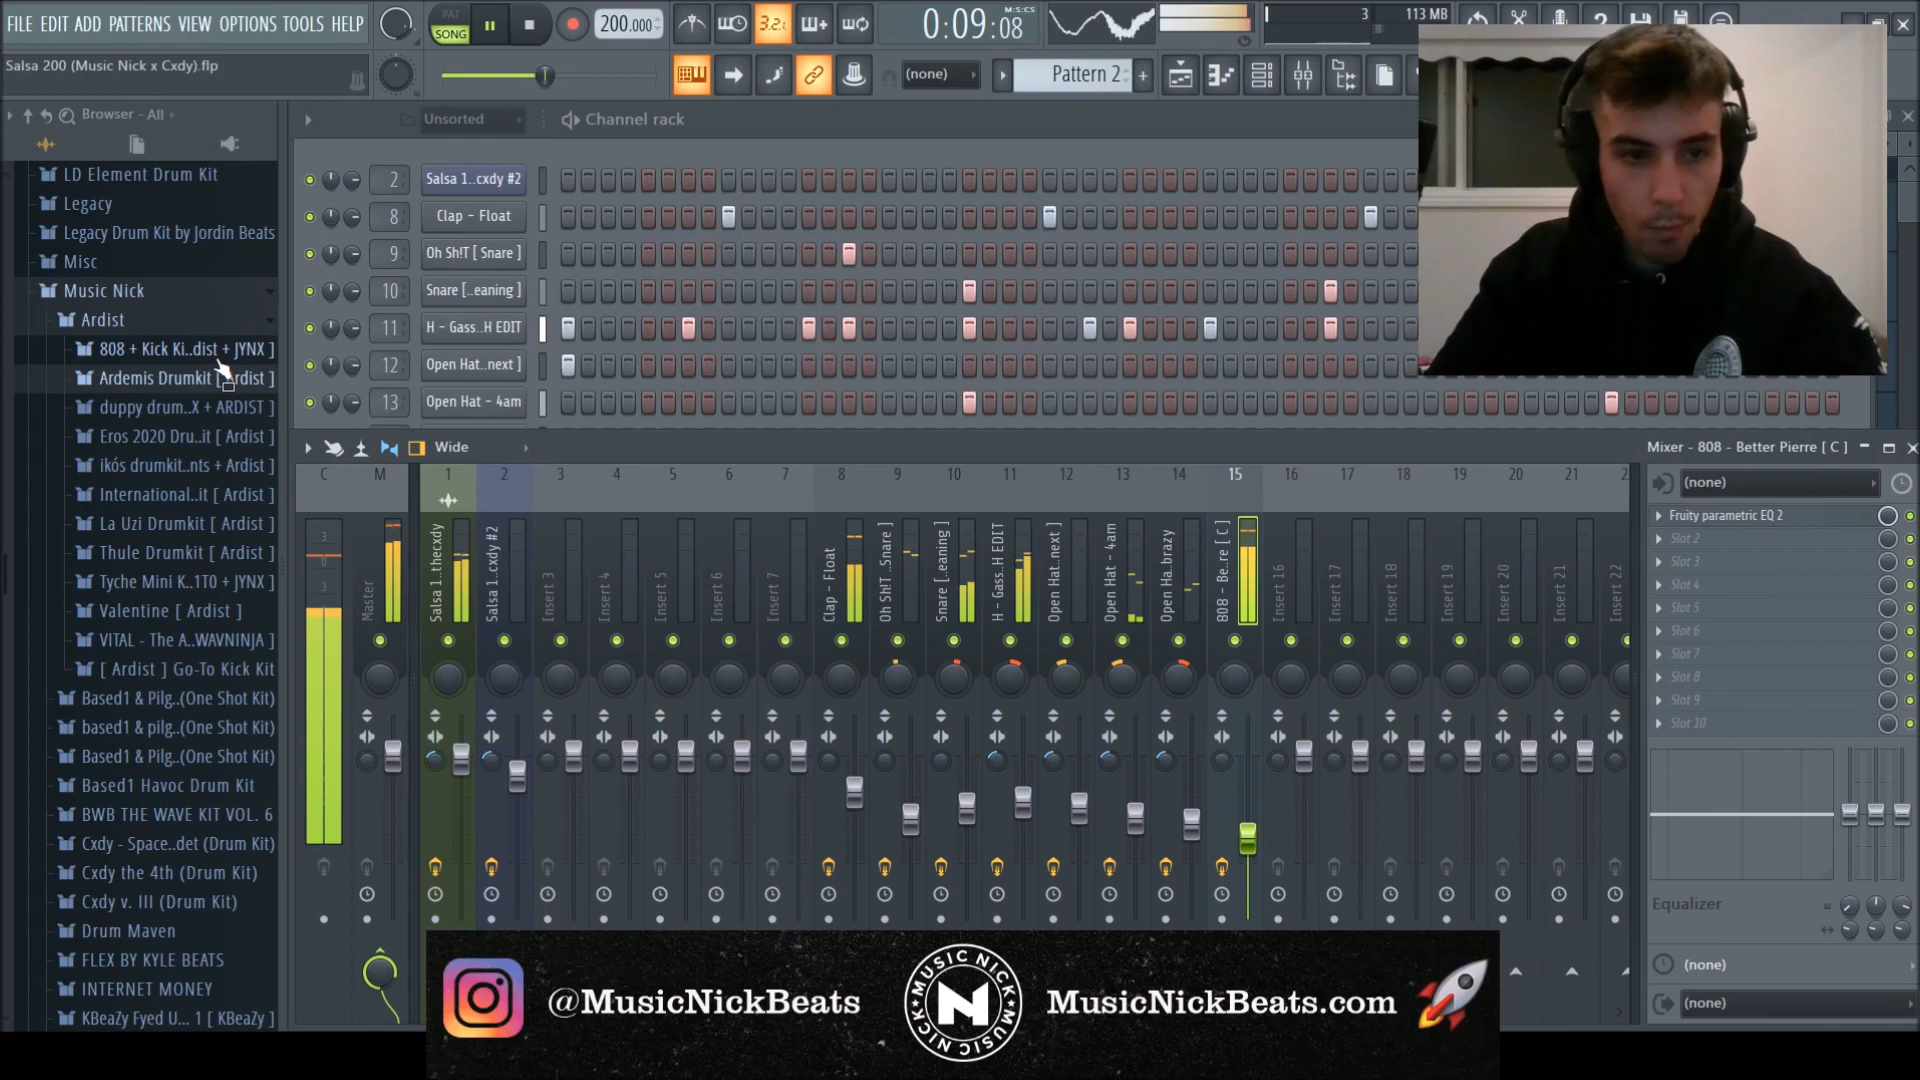 FILE EDIT ADD PATTERNS VIEW OPTIONS TOOLS HELP
PAT
SONG
200.000
3.2.
0:09:08
M:S:CS
3
113 MB
Salsa 200 (Music Nick x Cxdy).flp
(none)
Pattern 2
Browser - All
Unsorted
Channel rack
LD Element Drum Kit
Legacy
Legacy Drum Kit by Jordin Beats
Misc
Music Nick
Ardist
808 + Kick Ki..dist + JYNX ]
Ardemis Drumkit [ Ardist ]
duppy drum..X + ARDIST ]
Eros 2020 Dru..it [ Ardist ]
ikós drumkit..nts + Ardist ]
International..it [ Ardist ]
La Uzi Drumkit [ Ardist ]
Thule Drumkit [ Ardist ]
Tyche Mini K..1T0 + JYNX ]
Valentine [ Ardist ]
VITAL - The A..WAVNINJA ]
[ Ardist ] Go-To Kick Kit
Based1 & Pilg..(One Shot Kit)
based1 & pilg..(One Shot Kit)
Based1 & Pilg..(One Shot Kit)
Based1 Havoc Drum Kit
BWB THE WAVE KIT VOL. 6
Cxdy - Space..det (Drum Kit)
Cxdy the 4th (Drum Kit)
Cxdy v. III (Drum Kit)
Drum Maven
FLEX BY KYLE BEATS
INTERNET MONEY
KBeaZy Fyed U... 1 [ KBeaZy ]
2 Salsa 1..cxdy #2
8 Clap - Float
9 Oh Sh!T [ Snare ]
10 Snare [..eaning ]
11 H - Gass..H EDIT
12 Open Hat..next ]
13 Open Hat - 4am
Wide
C M 1 2 3 4 5 6 7 8 9 10 11 12 13 14 15 16 17 18 19 20 21
3
0
3
Master
Salsa 1..thecxdy
Salsa 1..cxdy #2
Insert 3
Insert 4
Insert 5
Insert 6
Insert 7
Clap - Float
Oh Sh!T ..Snare ]
Snare [..eaning ]
H - Gass..H EDIT
Open Hat..next ]
Open Hat - 4am
Open Ha..brazy
808 - Be..re [ C ]
Insert 16
Insert 17
Insert 18
Insert 19
Insert 20
Insert 21
Insert 22
Mixer - 808 - Better Pierre [ C ]
(none)
Fruity parametric EQ 2
Slot 2
Slot 3
Slot 4
Slot 5
Slot 6
Slot 7
Slot 8
Slot 9
Slot 10
Equalizer
(none)
(none)
@MusicNickBeats
MUSIC NICK
N
MUSIC NICK
MusicNickBeats.com